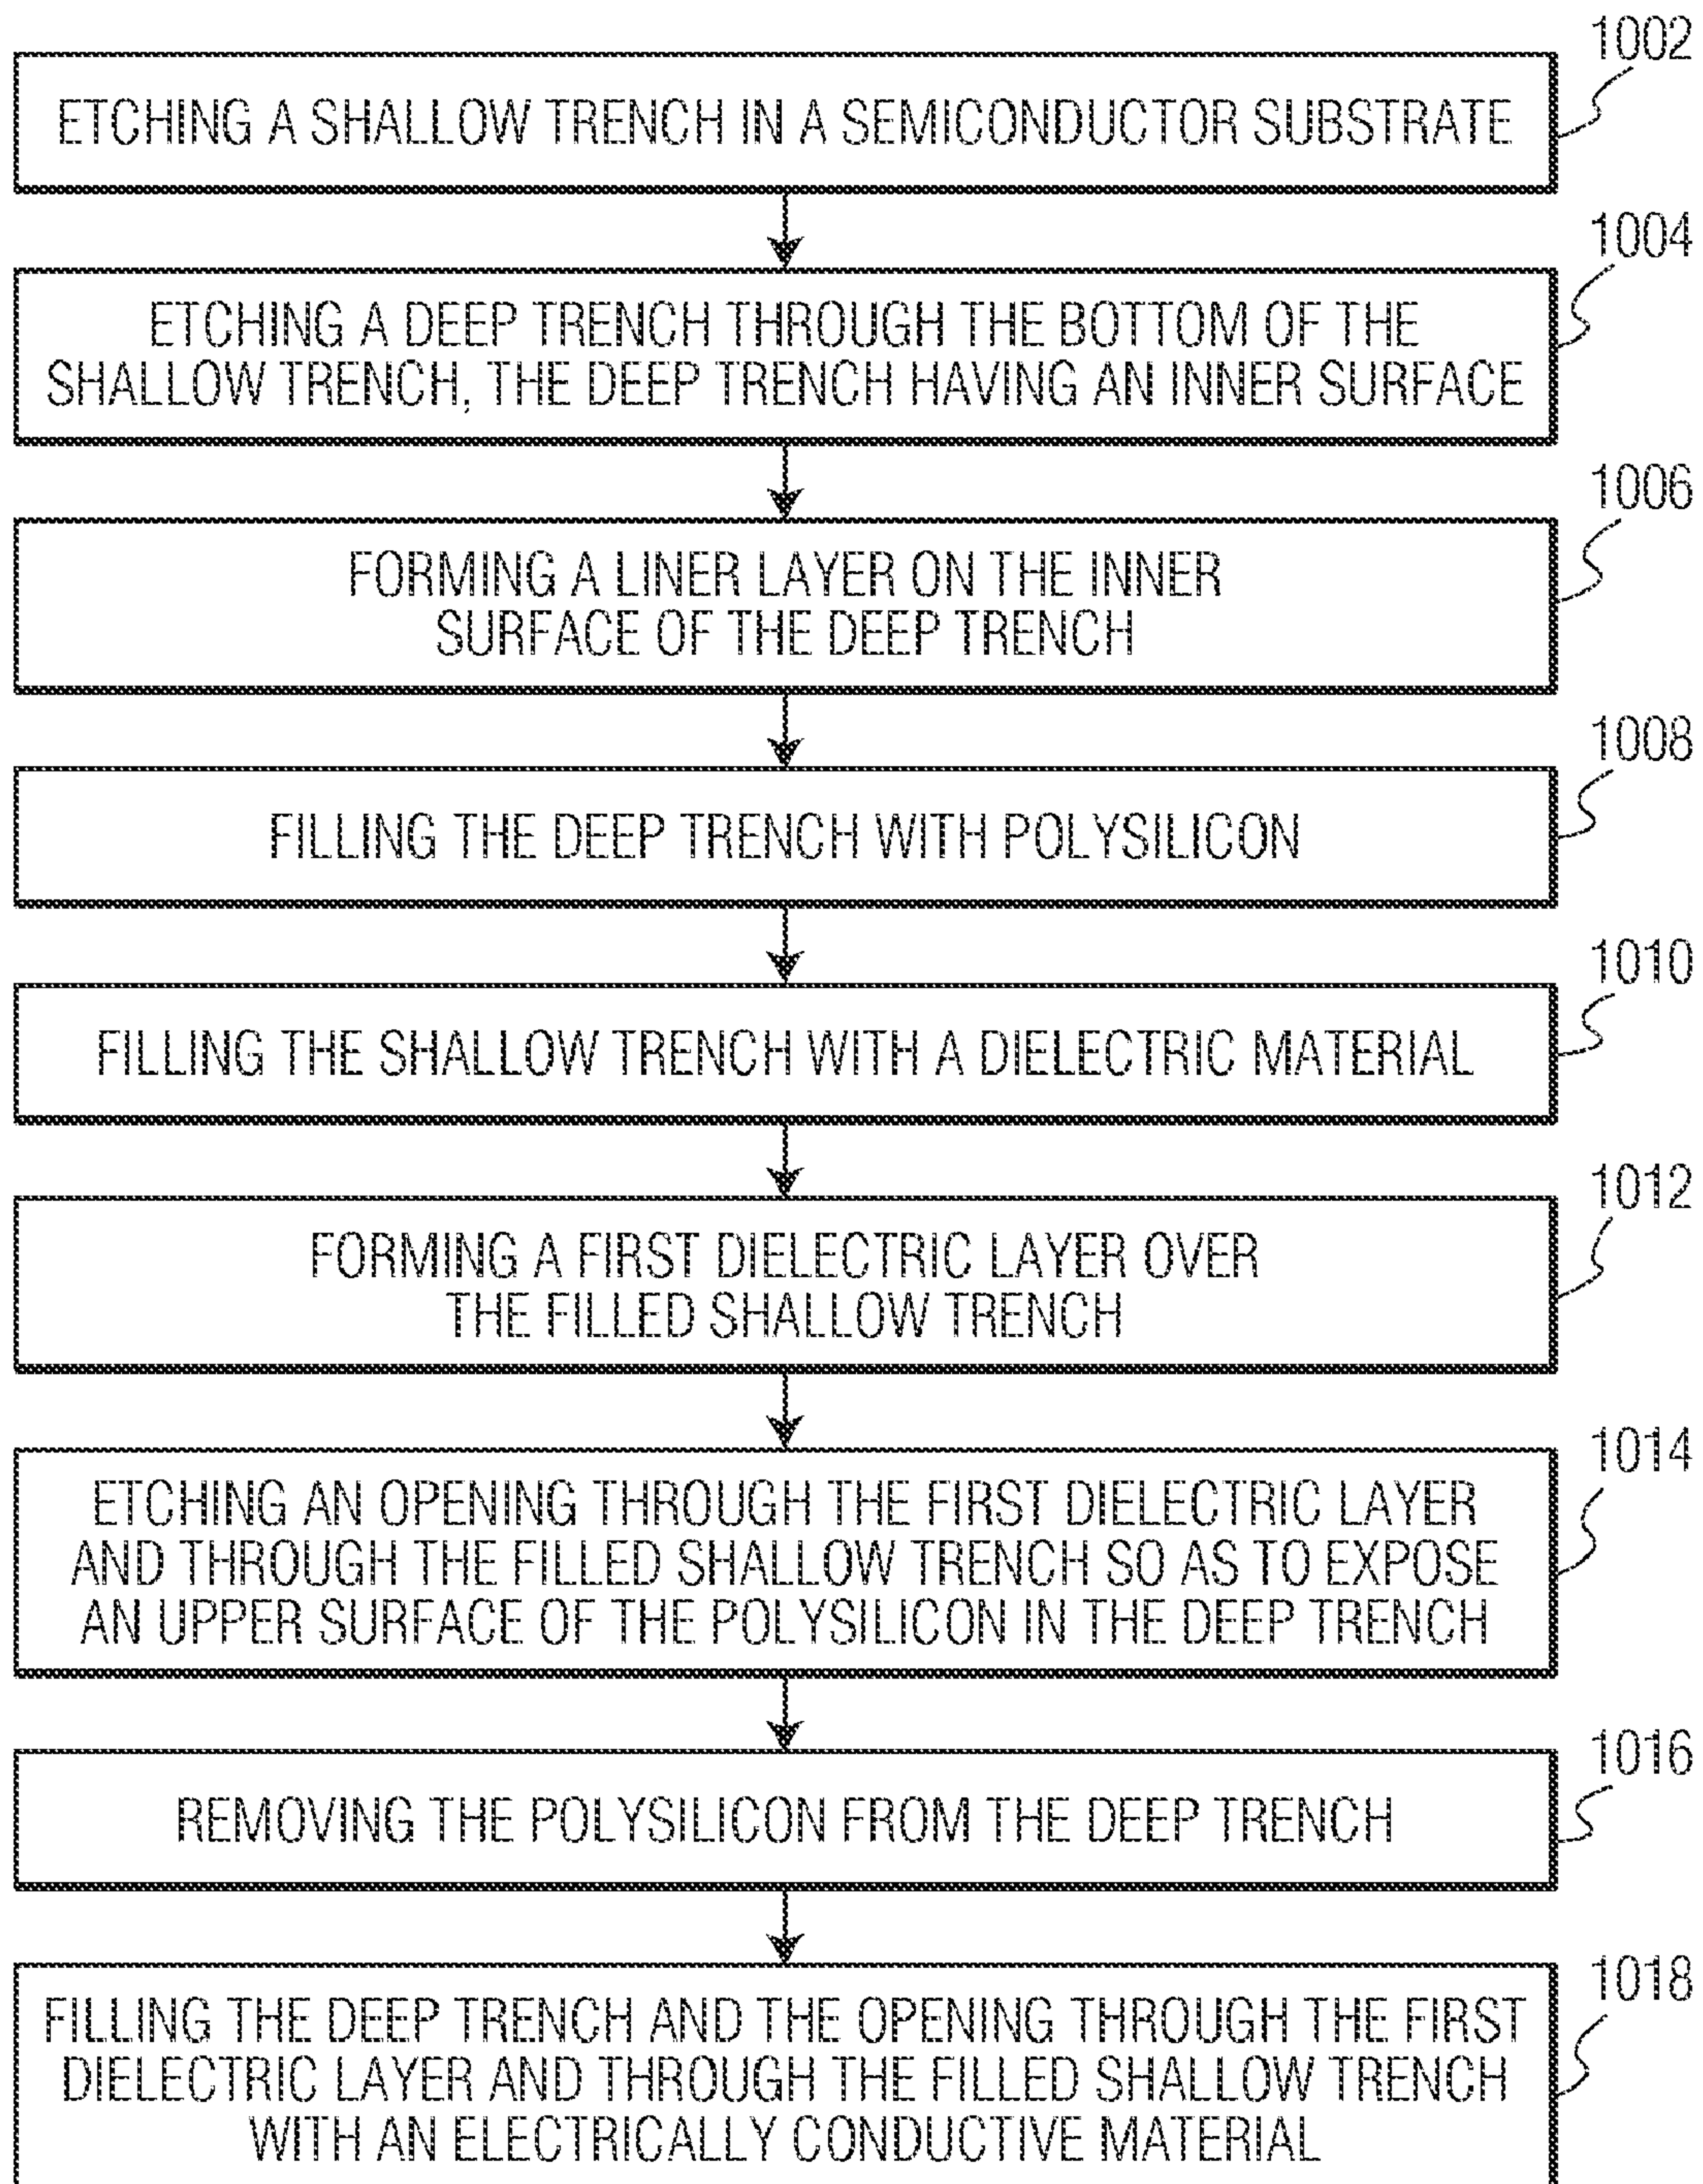 1002
ETCHING A SHALLOW TRENCH IN A SEMICONDUCTOR SUBSTRATE
1004
ETCHING A DEEP TRENCH THROUGH THE BOTTOM OF THE
SHALLOW TRENCH, THE DEEP TRENCH HAVING AN INNER SURFACE
1006
FORMING A LINER LAYER ON THE INNER
SURFACE OF THE DEEP TRENCH
1008
FILLING THE DEEP TRENCH WITH POLYSILICON
1010
FILLING THE SHALLOW TRENCH WITH A DIELECTRIC MATERIAL
1012
FORMING A FIRST DIELECTRIC LAYER OVER
THE FILLED SHALLOW TRENCH
1014
ETCHING AN OPENING THROUGH THE FIRST DIELECTRIC LAYER
AND THROUGH THE FILLED SHALLOW TRENCH SO AS TO EXPOSE
AN UPPER SURFACE OF THE POLYSILICON IN THE DEEP TRENCH
1016
REMOVING THE POLYSILICON FROM THE DEEP TRENCH
1018
FILLING THE DEEP TRENCH AND THE OPENING THROUGH THE FIRST
DIELECTRIC LAYER AND THROUGH THE FILLED SHALLOW TRENCH
WITH AN ELECTRICALLY CONDUCTIVE MATERIAL